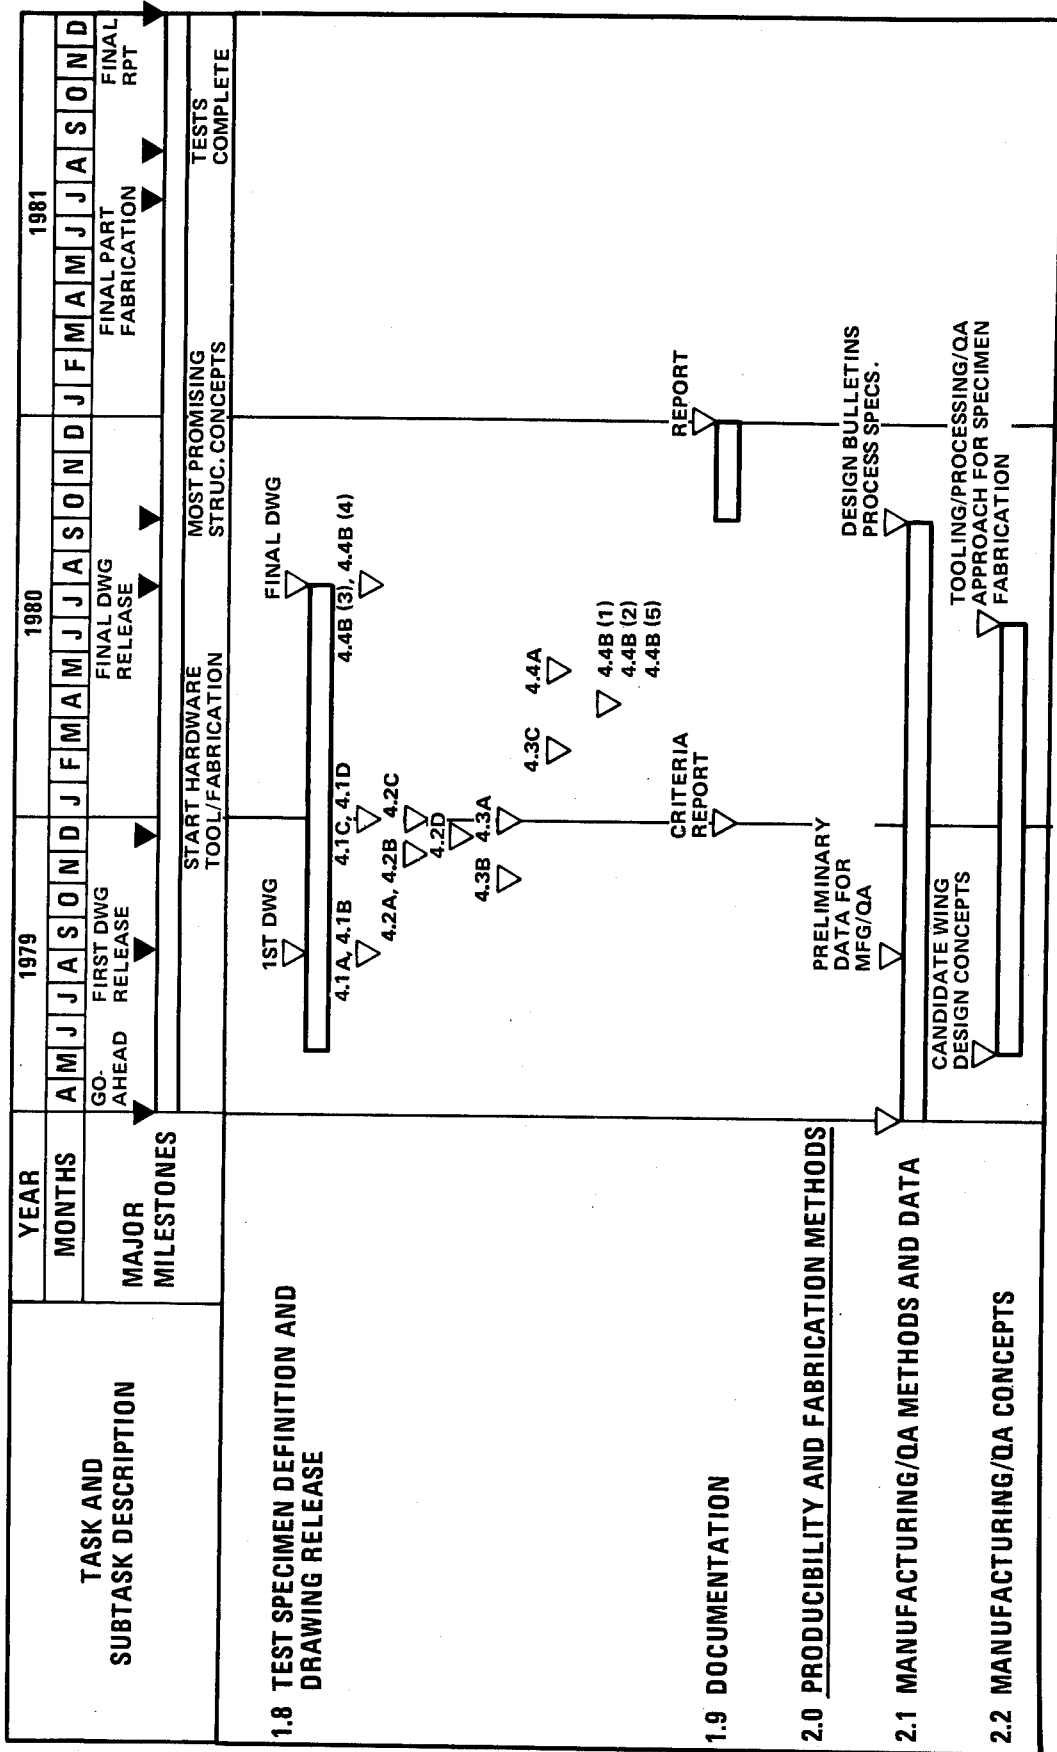 TASK AND
SUBTASK DESCRIPTION
YEAR
1979
1980
1981
MONTHS
A M J J A S O N D J F M A M J J A S O N D J F M A M J J A S O N D
MAJOR
MILESTONES
GO-
AHEAD
FIRST DWG
RELEASE
START HARDWARE
TOOL/FABRICATION
FINAL DWG
RELEASE
MOST PROMISING
STRUC. CONCEPTS
FINAL PART
FABRICATION
TESTS
COMPLETE
FINAL
RPT
1.8 TEST SPECIMEN DEFINITION AND
DRAWING RELEASE
1ST DWG
FINAL DWG
4.1A, 4.1B
4.1C, 4.1D
4.4B (3), 4.4B (4)
4.2A, 4.2B
4.2C
4.2D
4.3B
4.3A
4.3C
4.4A
4.4B (1)
4.4B (2)
4.4B (5)
1.9 DOCUMENTATION
CRITERIA
REPORT
REPORT
2.0 PRODUCIBILITY AND FABRICATION METHODS
2.1 MANUFACTURING/QA METHODS AND DATA
PRELIMINARY
DATA FOR
MFG/QA
DESIGN BULLETINS
PROCESS SPECS.
2.2 MANUFACTURING/QA CONCEPTS
CANDIDATE WING
DESIGN CONCEPTS
TOOLING/PROCESSING/QA
APPROACH FOR SPECIMEN
FABRICATION